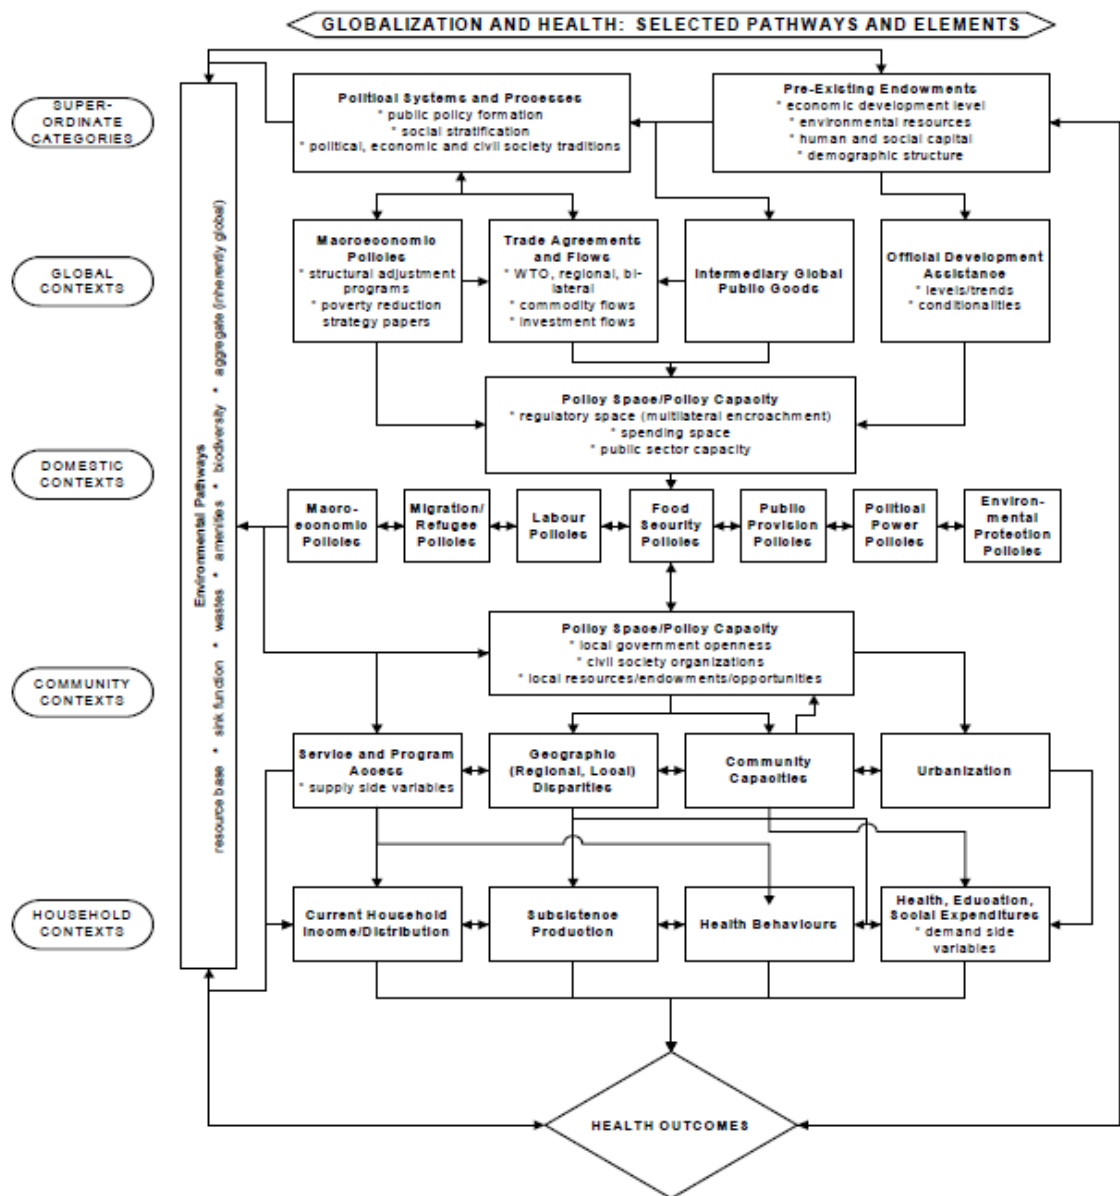 GLOBALIZATION AND HEALTH: SELECTED PATHWAYS AND ELEMENTS
SUPER-
ORDINATE
CATEGORIES
Political Systems and Processes
* public policy formation
* social stratification
* political, economic and civil society traditions
Pre-Existing Endowments
* economic development level
* environmental resources
* human and social capital
* demographic structure
GLOBAL
CONTEXTS
Macroeconomic
Policies
* structural adjustment
programs
* poverty reduction
strategy papers
Trade Agreements
and Flows
* WTO, regional, bi-
lateral
* commodity flows
* investment flows
Intermediary Global
Public Goods
Official Development
Assistance
* levels/trends
* conditionalities
Policy Space/Policy Capacity
* regulatory space (multilateral encroachment)
* spending space
* public sector capacity
DOMESTIC
CONTEXTS
Macro-
economic
Policies
Migration/
Refugee
Policies
Labour
Policies
Food
Security
Policies
Public
Provision
Policies
Political
Power
Policies
Environ-
mental
Protection
Policies
Environmental Pathways
resource base * sink function * wastes * amenities * biodiversity * aggregate (inherently global)
Policy Space/Policy Capacity
* local government openness
* civil society organizations
* local resources/endowments/opportunities
COMMUNITY
CONTEXTS
Service and Program
Access
* supply side variables
Geographic
(Regional, Local)
Disparities
Community
Capacities
Urbanization
HOUSEHOLD
CONTEXTS
Current Household
Income/Distribution
Subsistence
Production
Health Behaviours
Health, Education,
Social Expenditures
* demand side
variables
HEALTH OUTCOMES